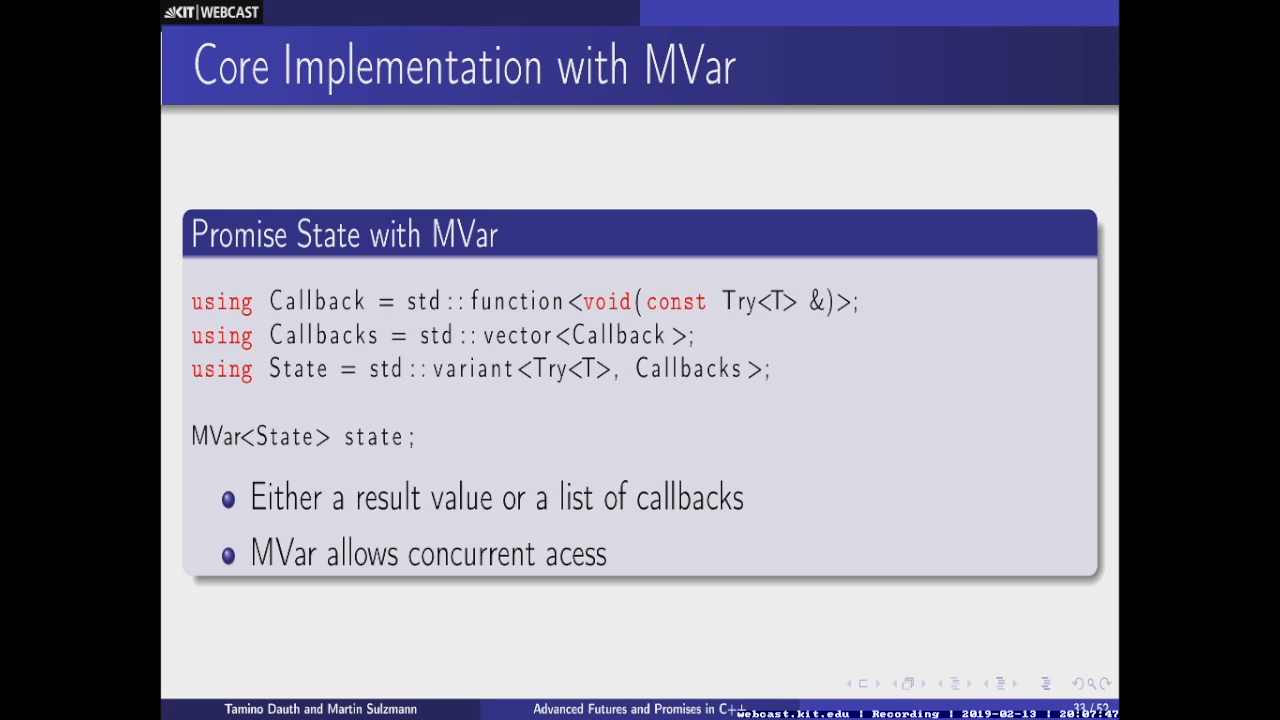 KIT | WEBCAST
Core Implementation with MVar
Promise State with MVar
using Callback = std::function<void(const Try<T> &)>;
using Callbacks = std::vector<Callback>;
using State = std::variant<Try<T>, Callbacks>;
MVar<State> state;
Either a result value or a list of callbacks
MVar allows concurrent acess
Tamino Dauth and Martin Sulzmann Advanced Futures and Promises in C++ 33 / 52
webcast.kit.edu | Recording | 2019-02-13 | 20:07:47